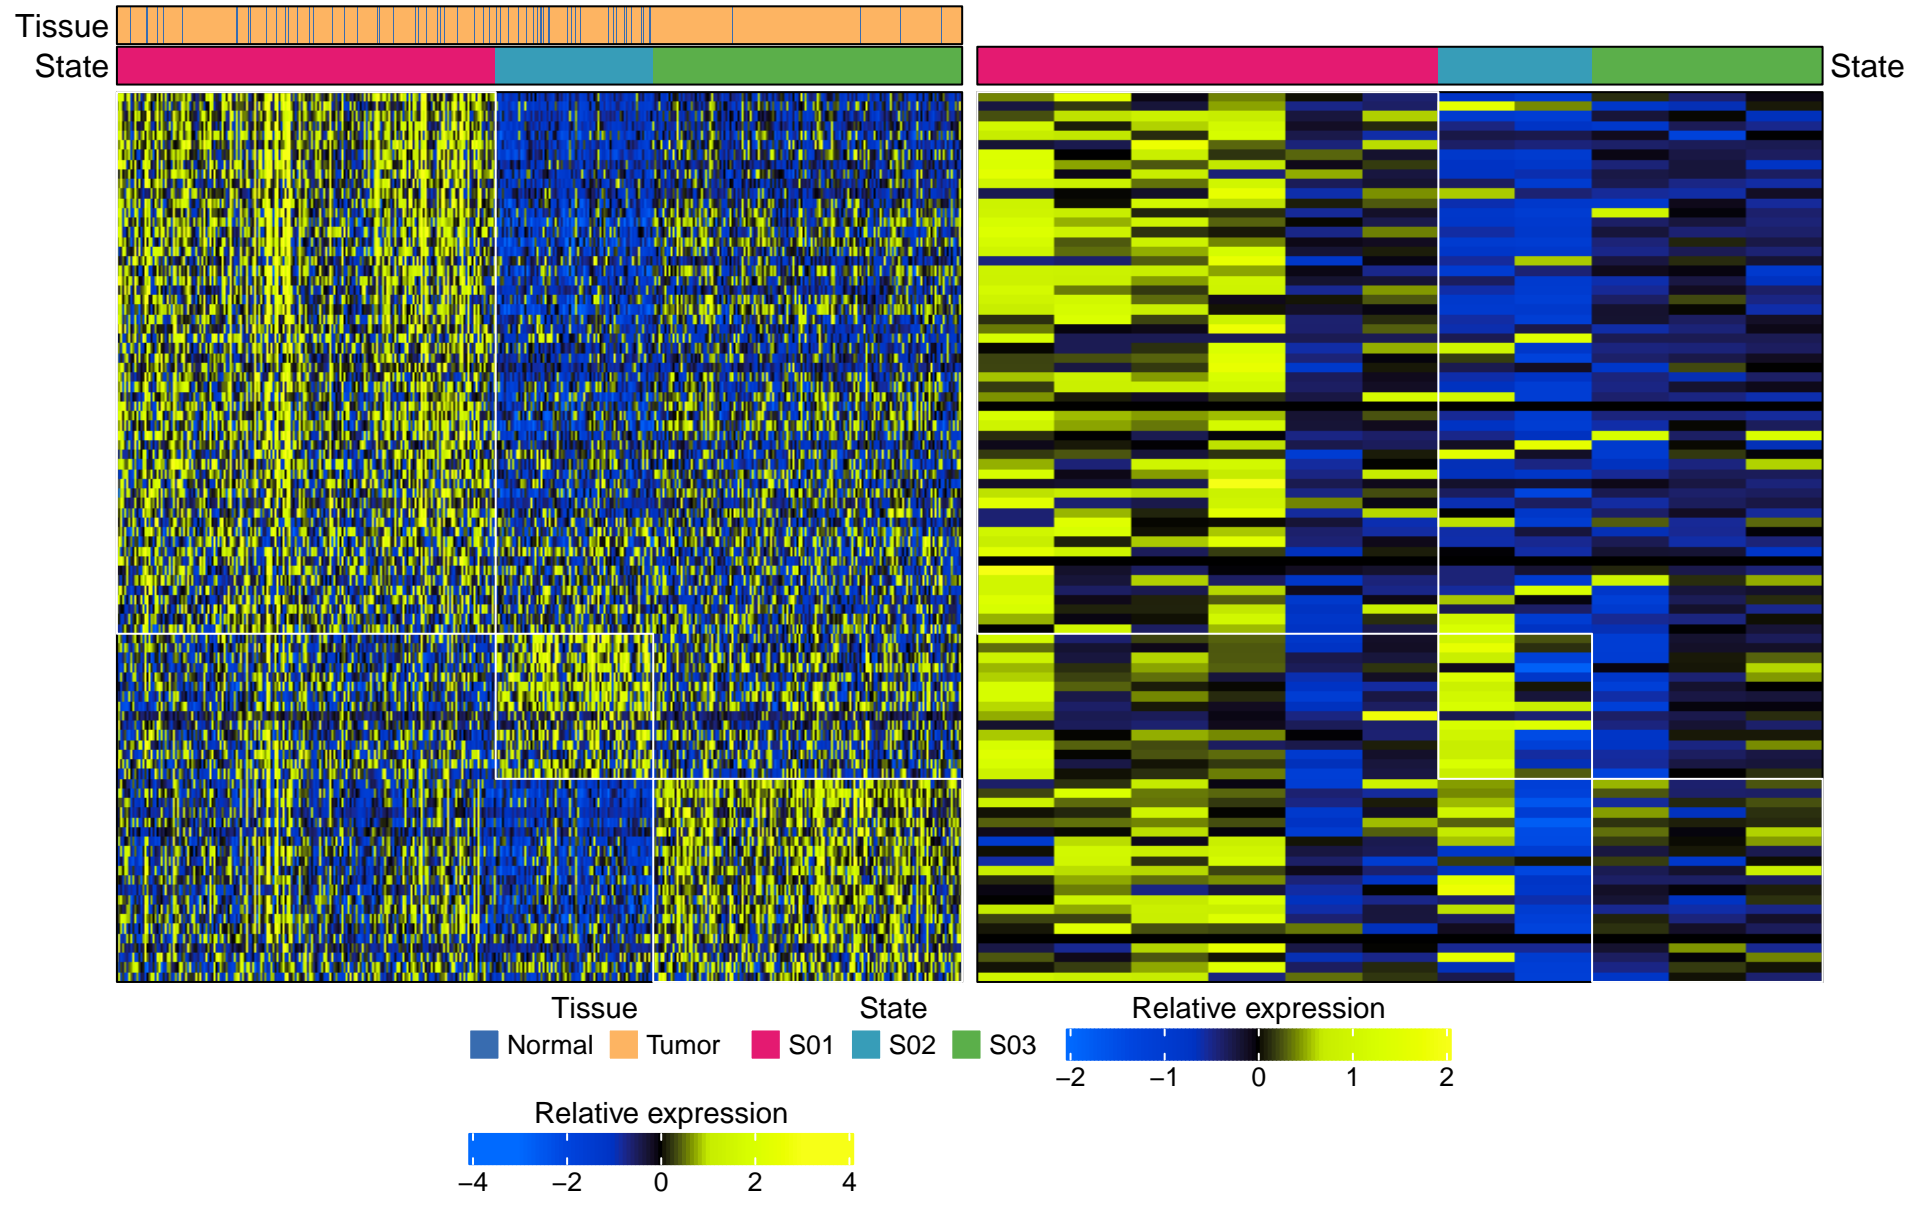 Tissue
State
State
Tissue
State
Relative expression
Normal
Tumor
S01
S02
S03
−2 −1 0 1 2
Relative expression
−4 −2 0 2 4